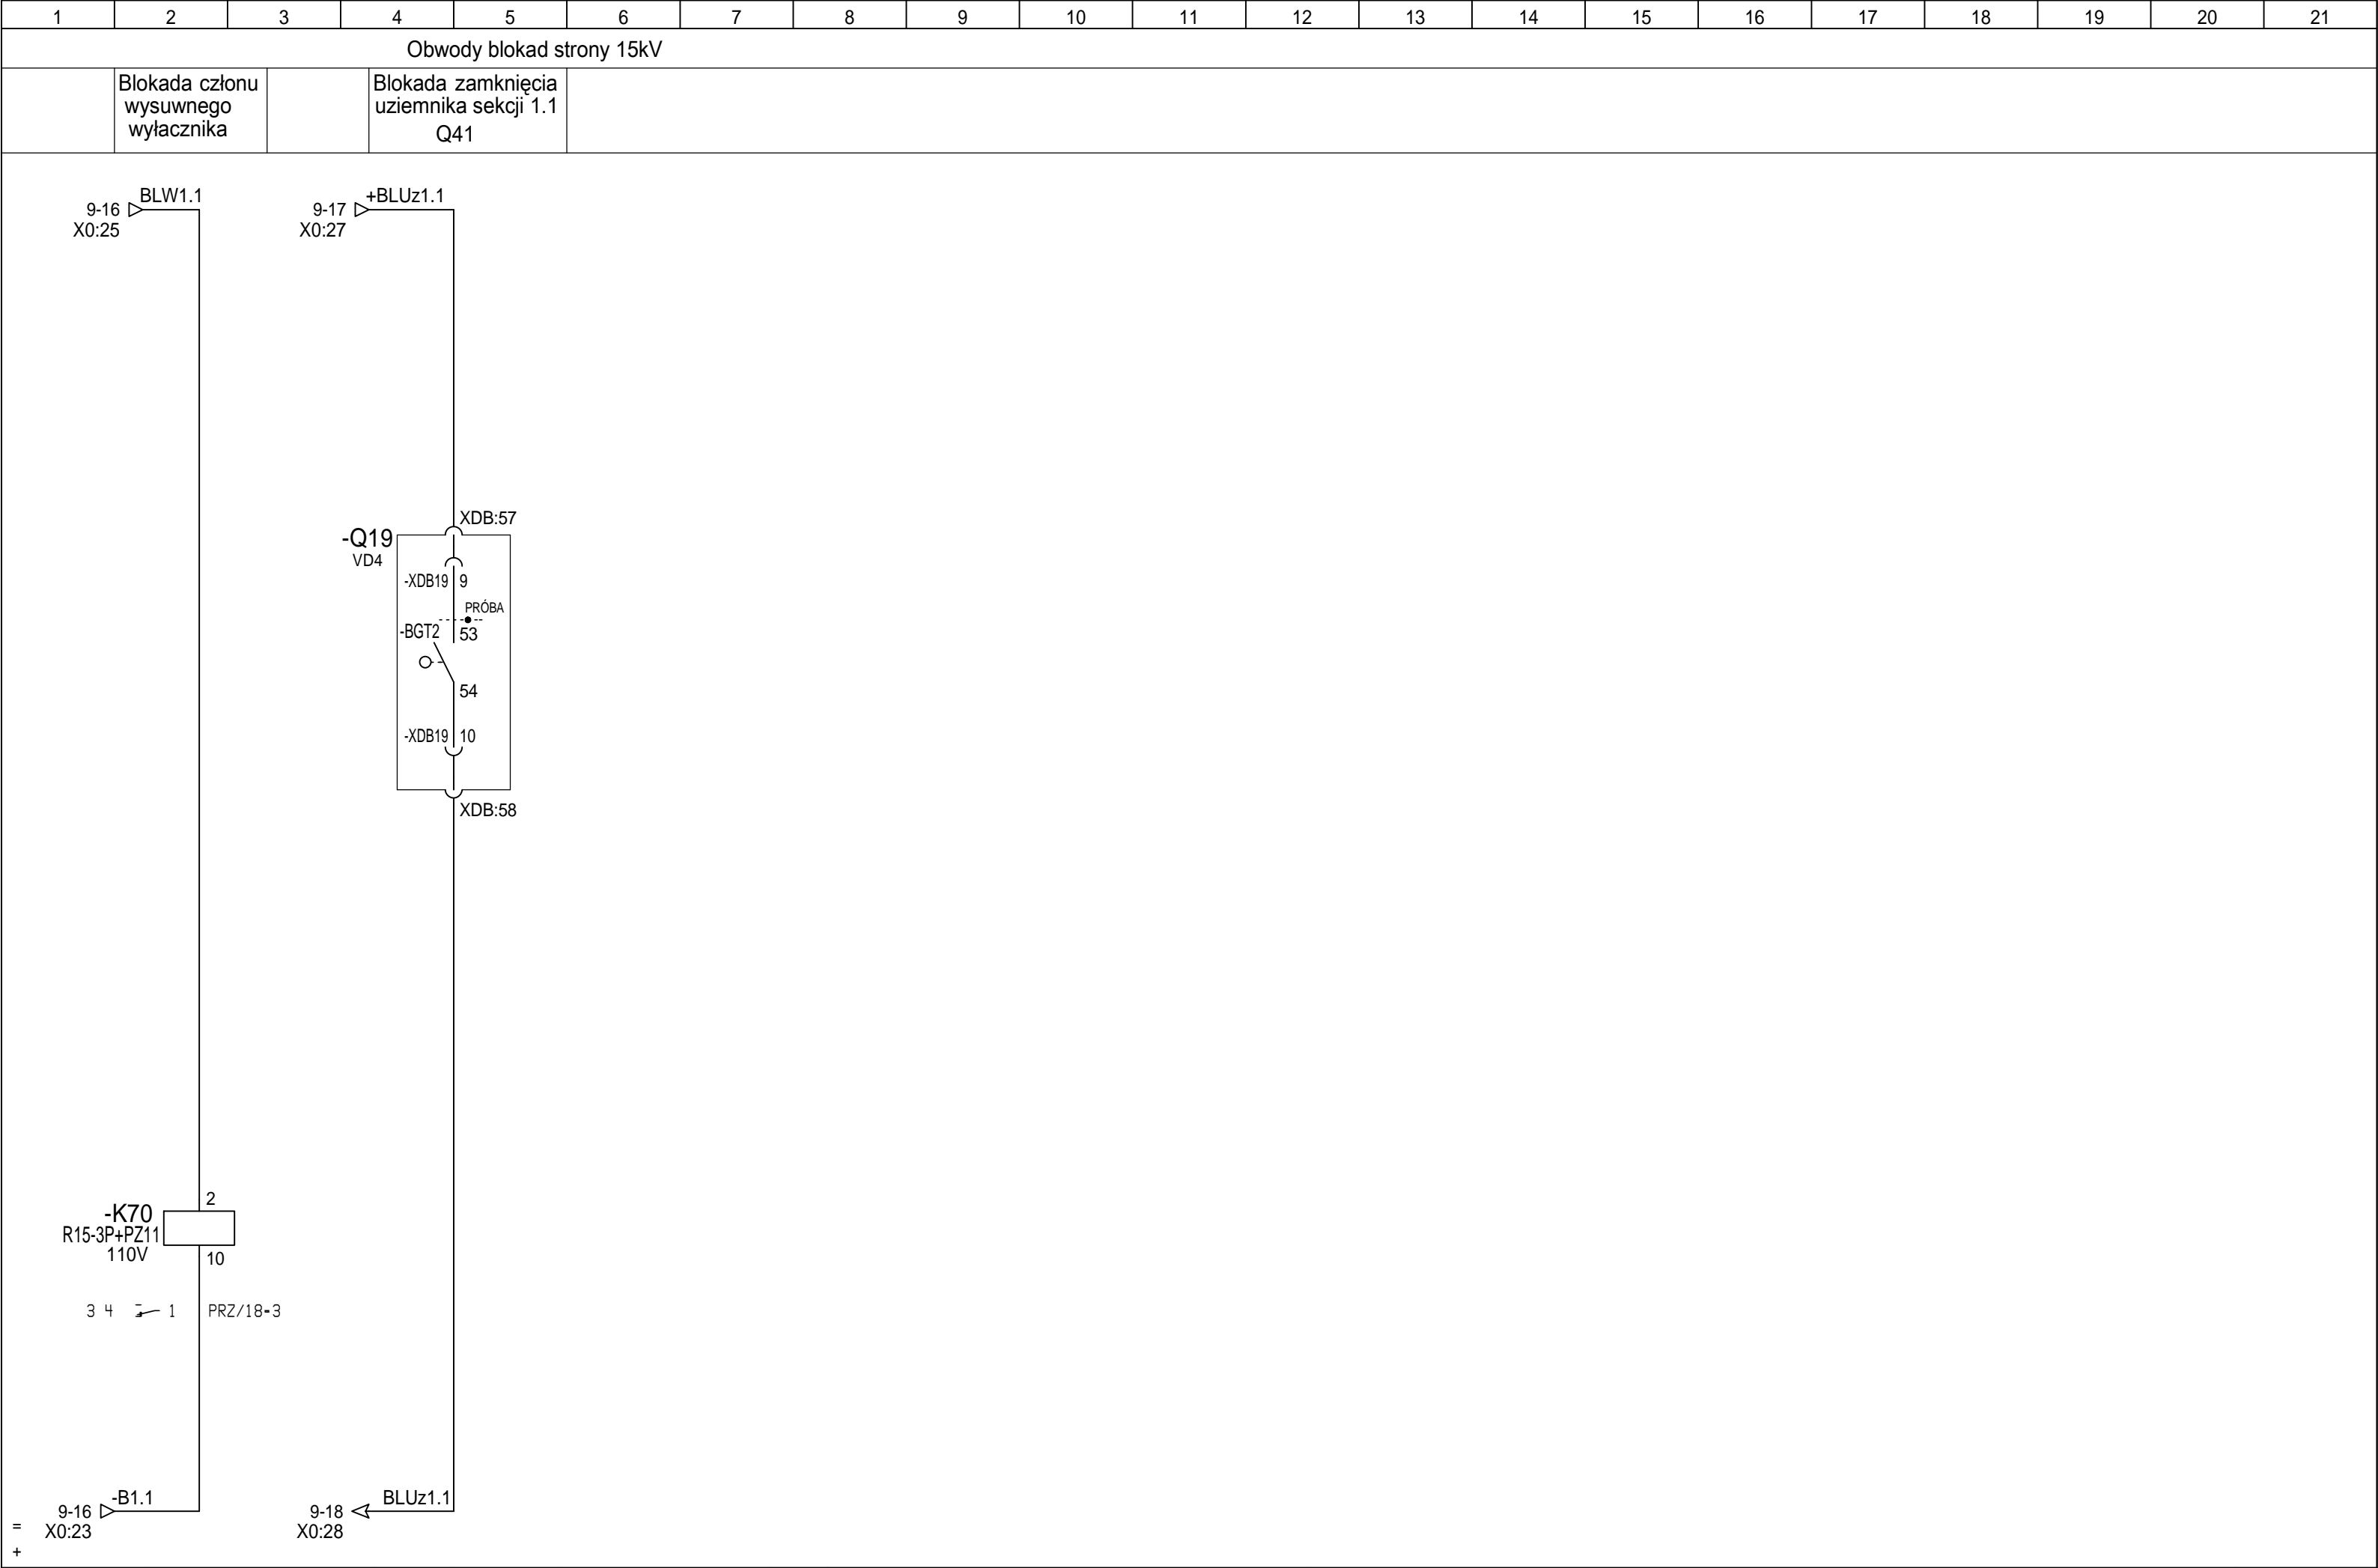 1 2 3 4 5 6 7 8 9 10 11 12 13 14 15 16 17 18 19 20 21
Obwody blokad strony 15kV
Blokada członu
wysuwnego
wyłacznika
Blokada zamknięcia
uziemnika sekcji 1.1
Q41
BLW1.1
9-16
X0:25
+BLUz1.1
9-17
X0:27
XDB:57
-Q19
VD4
-XDB19 9
PRÓBA
-BGT2 53
54
-XDB19 10
XDB:58
2
-K70
R15-3P+PZ11
110V
10
3 4 1 PRZ/18-3
-B1.1
9-16
X0:23
BLUz1.1
9-18
X0:28
=
+